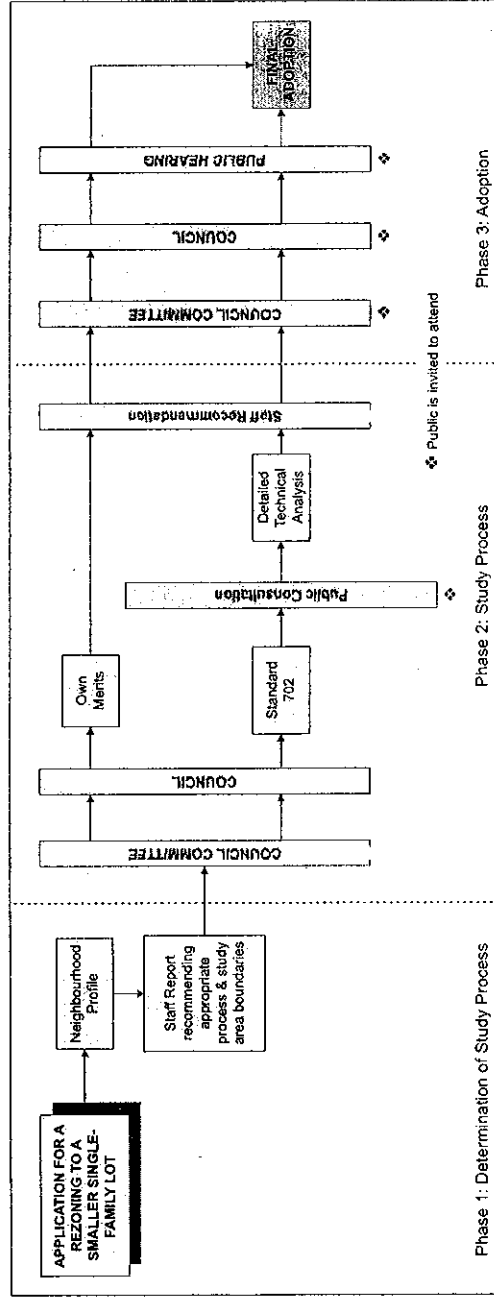 APPLICATION FOR A
REZONING TO A
SMALLER SINGLE-
FAMILY LOT
Neighbourhood
Profile
Staff Report
recommending
appropriate
process & study
area boundaries
COUNCIL COMMITTEE
COUNCIL
Own
Merits
Standard
702
Public Consultation
❖
Detailed
Technical
Analysis
Staff Recommendation
COUNCIL COMMITTEE
❖
COUNCIL
❖
PUBLIC HEARING
❖
FINAL
ADOPTION
❖ Public is invited to attend
Phase 1: Determination of Study Process
Phase 2: Study Process
Phase 3: Adoption